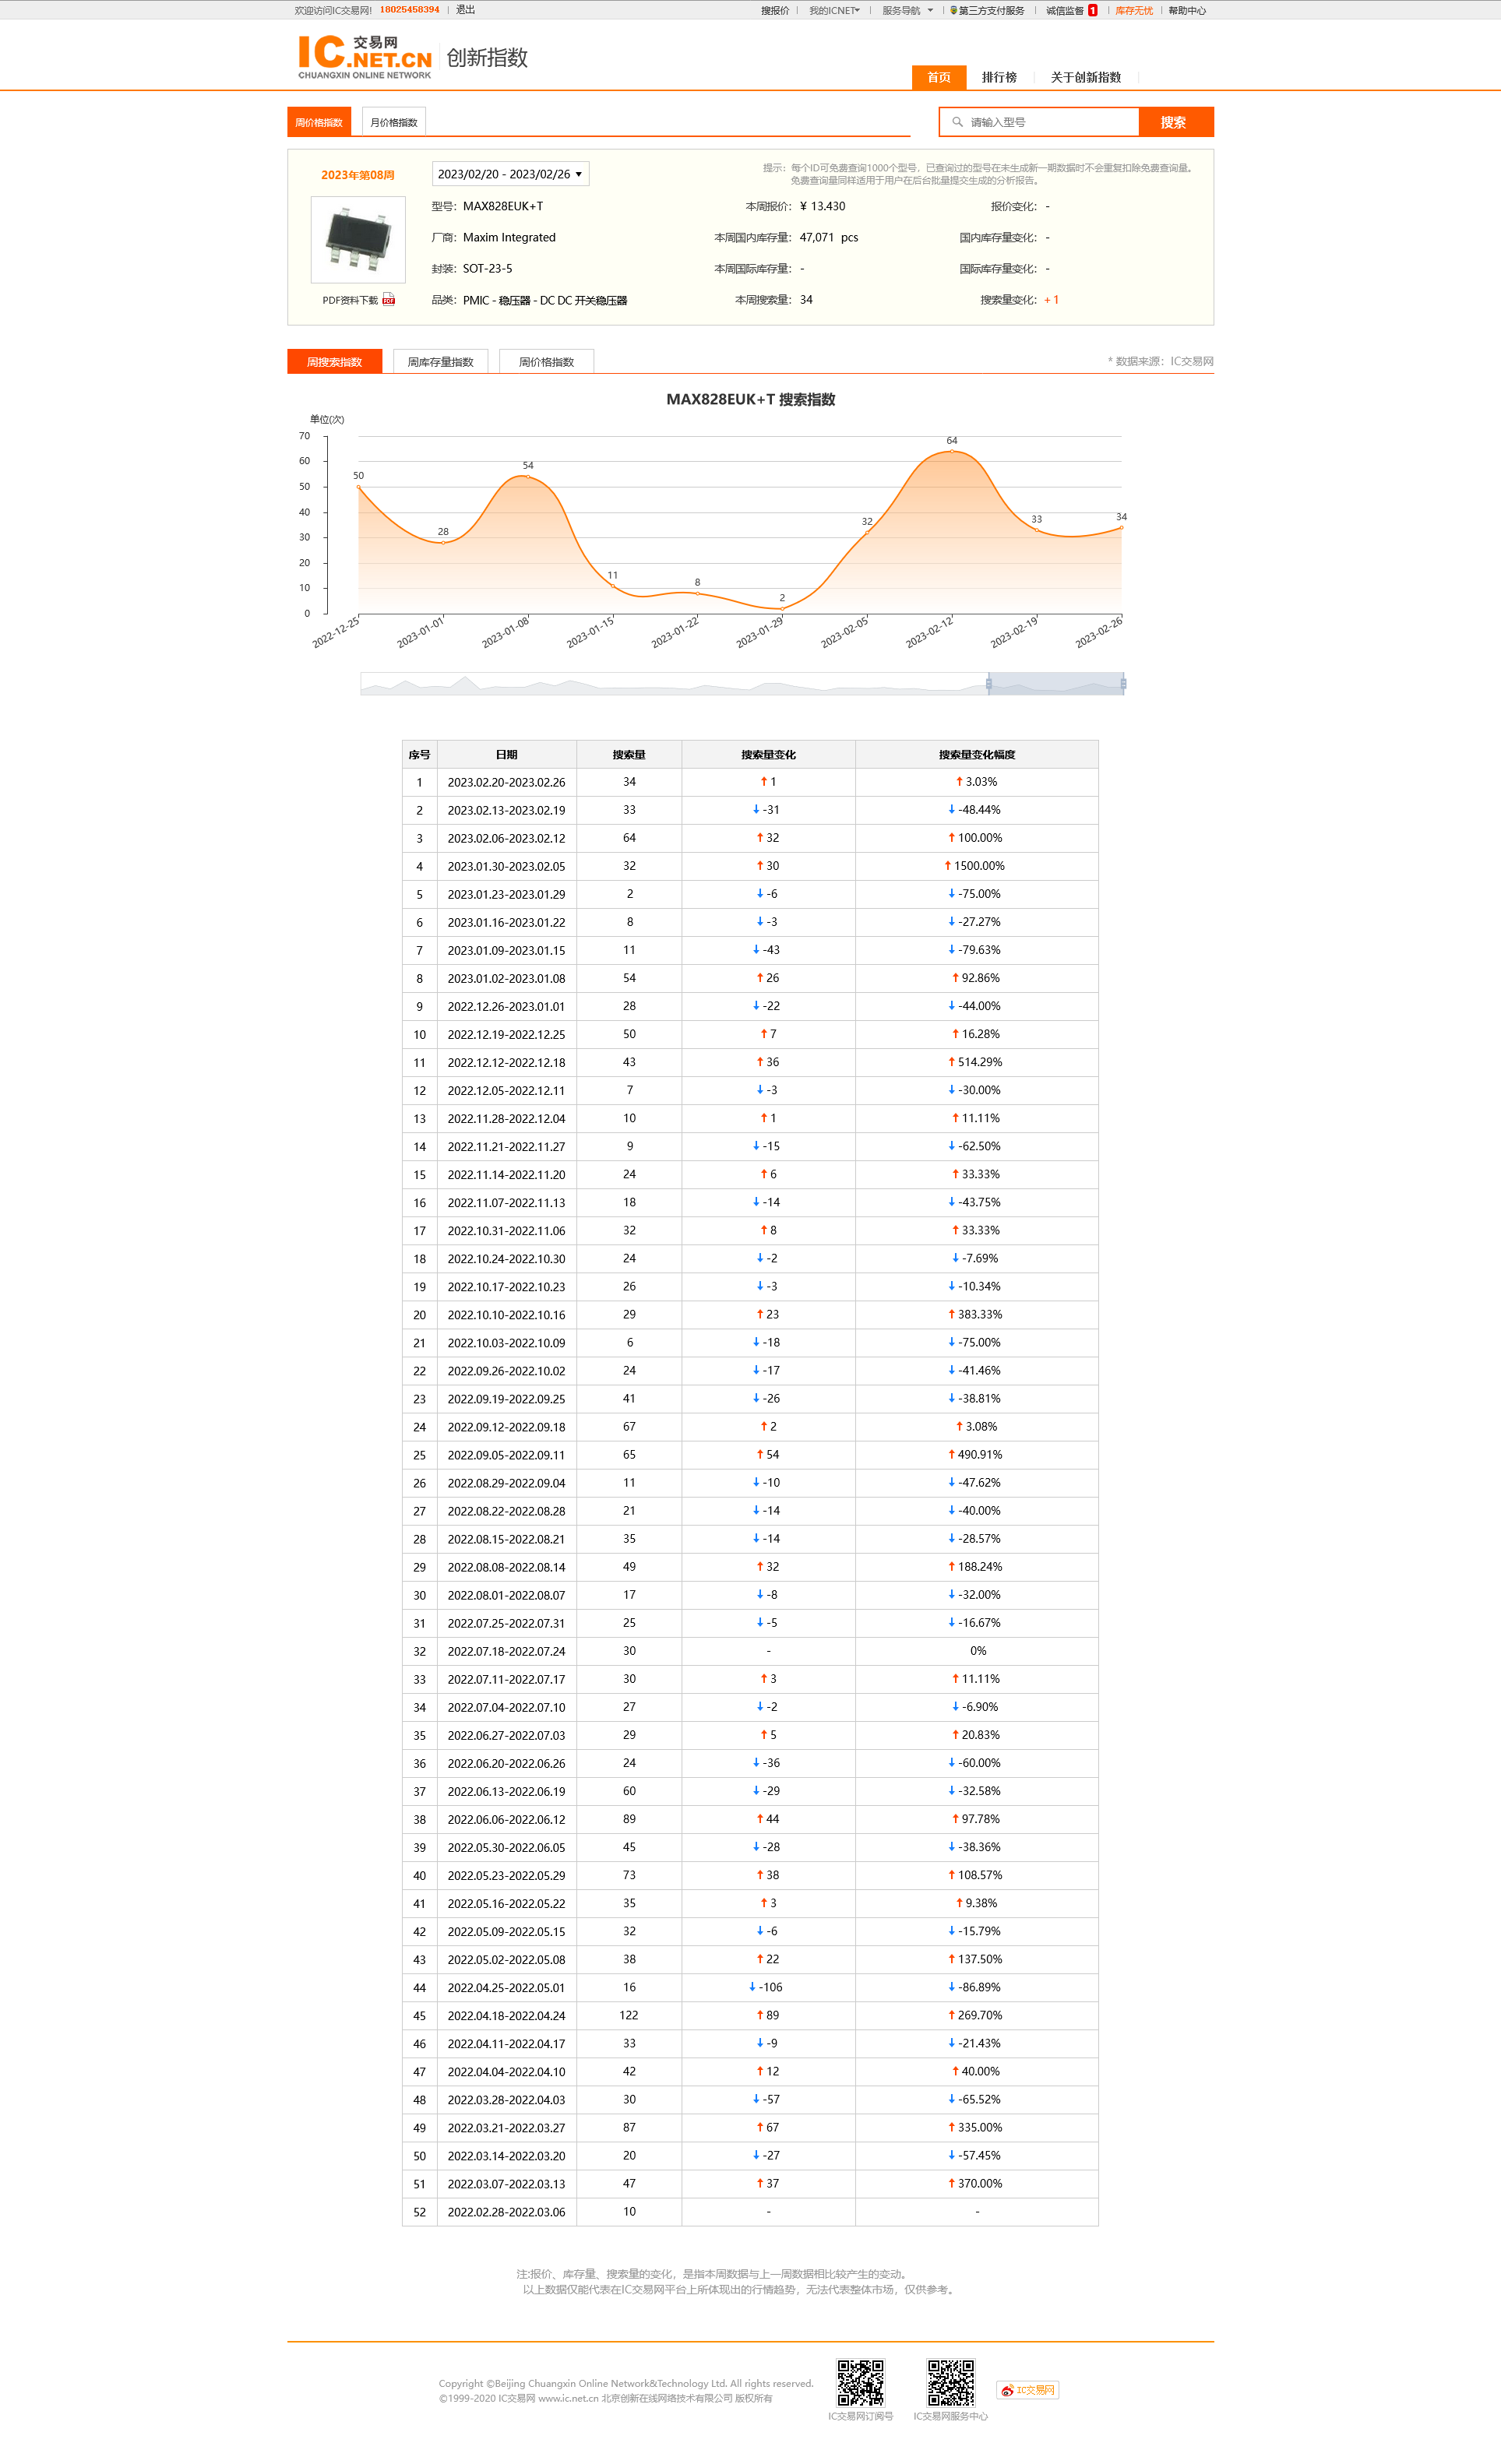 欢迎访问IC交易网! 18025458394 退出 搜报价 我的ICNET 服务导航 第三方支付服务 诚信监督 1 库存无忧 帮助中心
IC 交易网
.NET.CN
CHUANGXIN ONLINE NETWORK
创新指数
首页 排行榜 关于创新指数
周价格指数 月价格指数 请输入型号 搜索
2023年第08周 2023/02/20 - 2023/02/26
提示: 每个ID可免费查询1000个型号，已查询过的型号在未生成新一期数据时不会重复扣除免费查询量。
免费查询量同样适用于用户在后台批量提交生成的分析报告。
型号: MAX828EUK+T 本周报价: ¥ 13.430 报价变化: -
厂商: Maxim Integrated 本周国内库存量: 47,071 pcs 国内库存量变化: -
封装: SOT-23-5 本周国际库存量: - 国际库存量变化: -
PDF资料下载 PDF 品类: PMIC - 稳压器 - DC DC 开关稳压器 本周搜索量: 34 搜索量变化: + 1
周搜索指数 周库存量指数 周价格指数 * 数据来源: IC交易网
MAX828EUK+T 搜索指数
单位(次)
70
60
50
40
30
20
10
0
50 28 54 11 8 2 32 64 33 34
2022-12-25 2023-01-01 2023-01-08 2023-01-15 2023-01-22 2023-01-29 2023-02-05 2023-02-12 2023-02-19 2023-02-26
序号 日期 搜索量 搜索量变化 搜索量变化幅度
1 2023.02.20-2023.02.26 34 ↑ 1 ↑ 3.03%
2 2023.02.13-2023.02.19 33 ↓ -31 ↓ -48.44%
3 2023.02.06-2023.02.12 64 ↑ 32 ↑ 100.00%
4 2023.01.30-2023.02.05 32 ↑ 30 ↑ 1500.00%
5 2023.01.23-2023.01.29 2 ↓ -6 ↓ -75.00%
6 2023.01.16-2023.01.22 8 ↓ -3 ↓ -27.27%
7 2023.01.09-2023.01.15 11 ↓ -43 ↓ -79.63%
8 2023.01.02-2023.01.08 54 ↑ 26 ↑ 92.86%
9 2022.12.26-2023.01.01 28 ↓ -22 ↓ -44.00%
10 2022.12.19-2022.12.25 50 ↑ 7 ↑ 16.28%
11 2022.12.12-2022.12.18 43 ↑ 36 ↑ 514.29%
12 2022.12.05-2022.12.11 7 ↓ -3 ↓ -30.00%
13 2022.11.28-2022.12.04 10 ↑ 1 ↑ 11.11%
14 2022.11.21-2022.11.27 9 ↓ -15 ↓ -62.50%
15 2022.11.14-2022.11.20 24 ↑ 6 ↑ 33.33%
16 2022.11.07-2022.11.13 18 ↓ -14 ↓ -43.75%
17 2022.10.31-2022.11.06 32 ↑ 8 ↑ 33.33%
18 2022.10.24-2022.10.30 24 ↓ -2 ↓ -7.69%
19 2022.10.17-2022.10.23 26 ↓ -3 ↓ -10.34%
20 2022.10.10-2022.10.16 29 ↑ 23 ↑ 383.33%
21 2022.10.03-2022.10.09 6 ↓ -18 ↓ -75.00%
22 2022.09.26-2022.10.02 24 ↓ -17 ↓ -41.46%
23 2022.09.19-2022.09.25 41 ↓ -26 ↓ -38.81%
24 2022.09.12-2022.09.18 67 ↑ 2 ↑ 3.08%
25 2022.09.05-2022.09.11 65 ↑ 54 ↑ 490.91%
26 2022.08.29-2022.09.04 11 ↓ -10 ↓ -47.62%
27 2022.08.22-2022.08.28 21 ↓ -14 ↓ -40.00%
28 2022.08.15-2022.08.21 35 ↓ -14 ↓ -28.57%
29 2022.08.08-2022.08.14 49 ↑ 32 ↑ 188.24%
30 2022.08.01-2022.08.07 17 ↓ -8 ↓ -32.00%
31 2022.07.25-2022.07.31 25 ↓ -5 ↓ -16.67%
32 2022.07.18-2022.07.24 30 - 0%
33 2022.07.11-2022.07.17 30 ↑ 3 ↑ 11.11%
34 2022.07.04-2022.07.10 27 ↓ -2 ↓ -6.90%
35 2022.06.27-2022.07.03 29 ↑ 5 ↑ 20.83%
36 2022.06.20-2022.06.26 24 ↓ -36 ↓ -60.00%
37 2022.06.13-2022.06.19 60 ↓ -29 ↓ -32.58%
38 2022.06.06-2022.06.12 89 ↑ 44 ↑ 97.78%
39 2022.05.30-2022.06.05 45 ↓ -28 ↓ -38.36%
40 2022.05.23-2022.05.29 73 ↑ 38 ↑ 108.57%
41 2022.05.16-2022.05.22 35 ↑ 3 ↑ 9.38%
42 2022.05.09-2022.05.15 32 ↓ -6 ↓ -15.79%
43 2022.05.02-2022.05.08 38 ↑ 22 ↑ 137.50%
44 2022.04.25-2022.05.01 16 ↓ -106 ↓ -86.89%
45 2022.04.18-2022.04.24 122 ↑ 89 ↑ 269.70%
46 2022.04.11-2022.04.17 33 ↓ -9 ↓ -21.43%
47 2022.04.04-2022.04.10 42 ↑ 12 ↑ 40.00%
48 2022.03.28-2022.04.03 30 ↓ -57 ↓ -65.52%
49 2022.03.21-2022.03.27 87 ↑ 67 ↑ 335.00%
50 2022.03.14-2022.03.20 20 ↓ -27 ↓ -57.45%
51 2022.03.07-2022.03.13 47 ↑ 37 ↑ 370.00%
52 2022.02.28-2022.03.06 10 - -
注:报价、库存量、搜索量的变化，是指本周数据与上一周数据相比较产生的变动。
以上数据仅能代表在IC交易网平台上所体现出的行情趋势，无法代表整体市场，仅供参考。
Copyright ©Beijing Chuangxin Online Network&Technology Ltd. All rights reserved.
©1999-2020 IC交易网 www.ic.net.cn 北京创新在线网络技术有限公司 版权所有
IC交易网
IC交易网订阅号 IC交易网服务中心